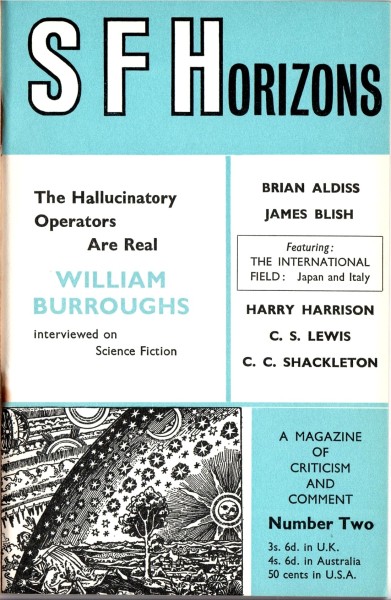 SF HORIZONS
The Hallucinatory
Operators
Are Real
WILLIAM
BURROUGHS
interviewed on
Science Fiction
BRIAN ALDISS
JAMES BLISH
Featuring:
THE INTERNATIONAL
FIELD: Japan and Italy
HARRY HARRISON
C. S. LEWIS
C. C. SHACKLETON
A MAGAZINE
OF
CRITICISM
AND
COMMENT
Number Two
3s. 6d. in U.K.
4s. 6d. in Australia
50 cents in U.S.A.